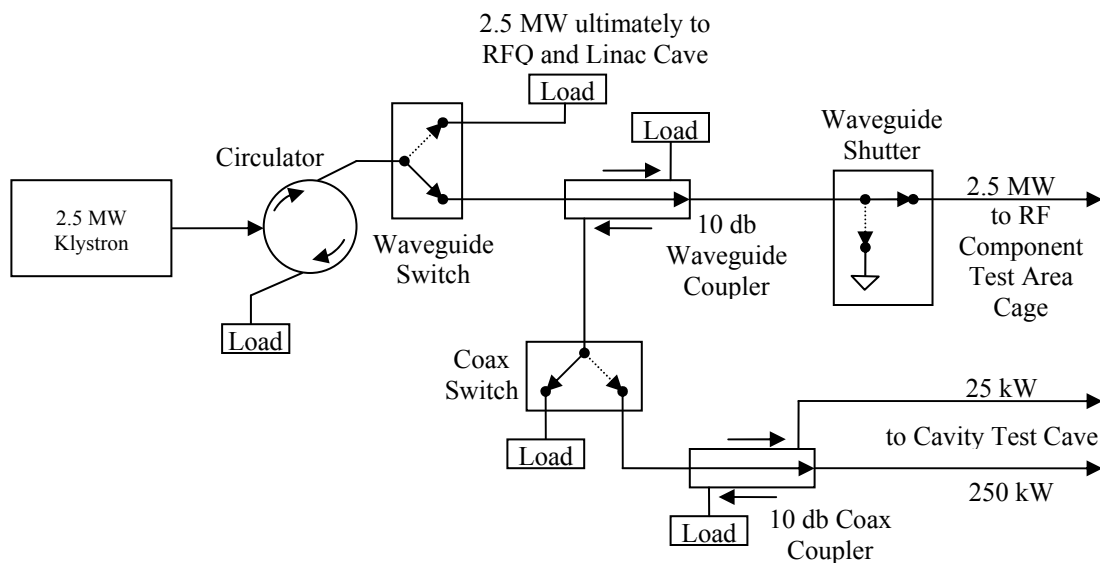 2.5 MW ultimately to
RFQ and Linac Cave
Load
Load
Waveguide
Shutter
Circulator
2.5 MW
Klystron
2.5 MW
to RF
Component
Test Area
Cage
10 db
Waveguide
Coupler
Waveguide
Switch
Load
Coax
Switch
Load
25 kW
to Cavity Test Cave
250 kW
Load
10 db Coax
Coupler